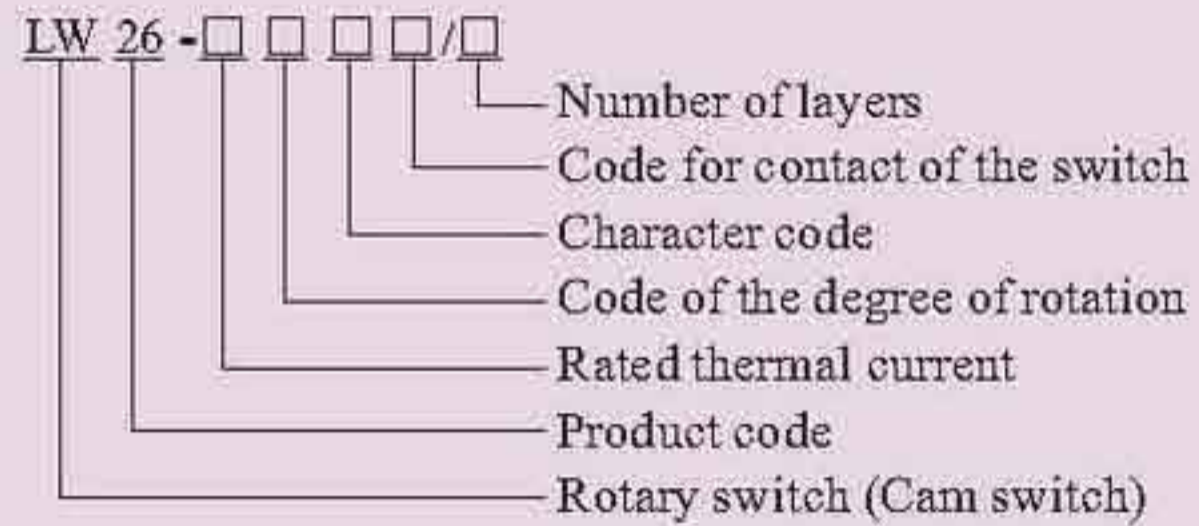 LW 26 -□ □ □ □/□
Number of layers
Code for contact of the switch
Character code
Code of the degree of rotation
Rated thermal current
Product code
Rotary switch (Cam switch)